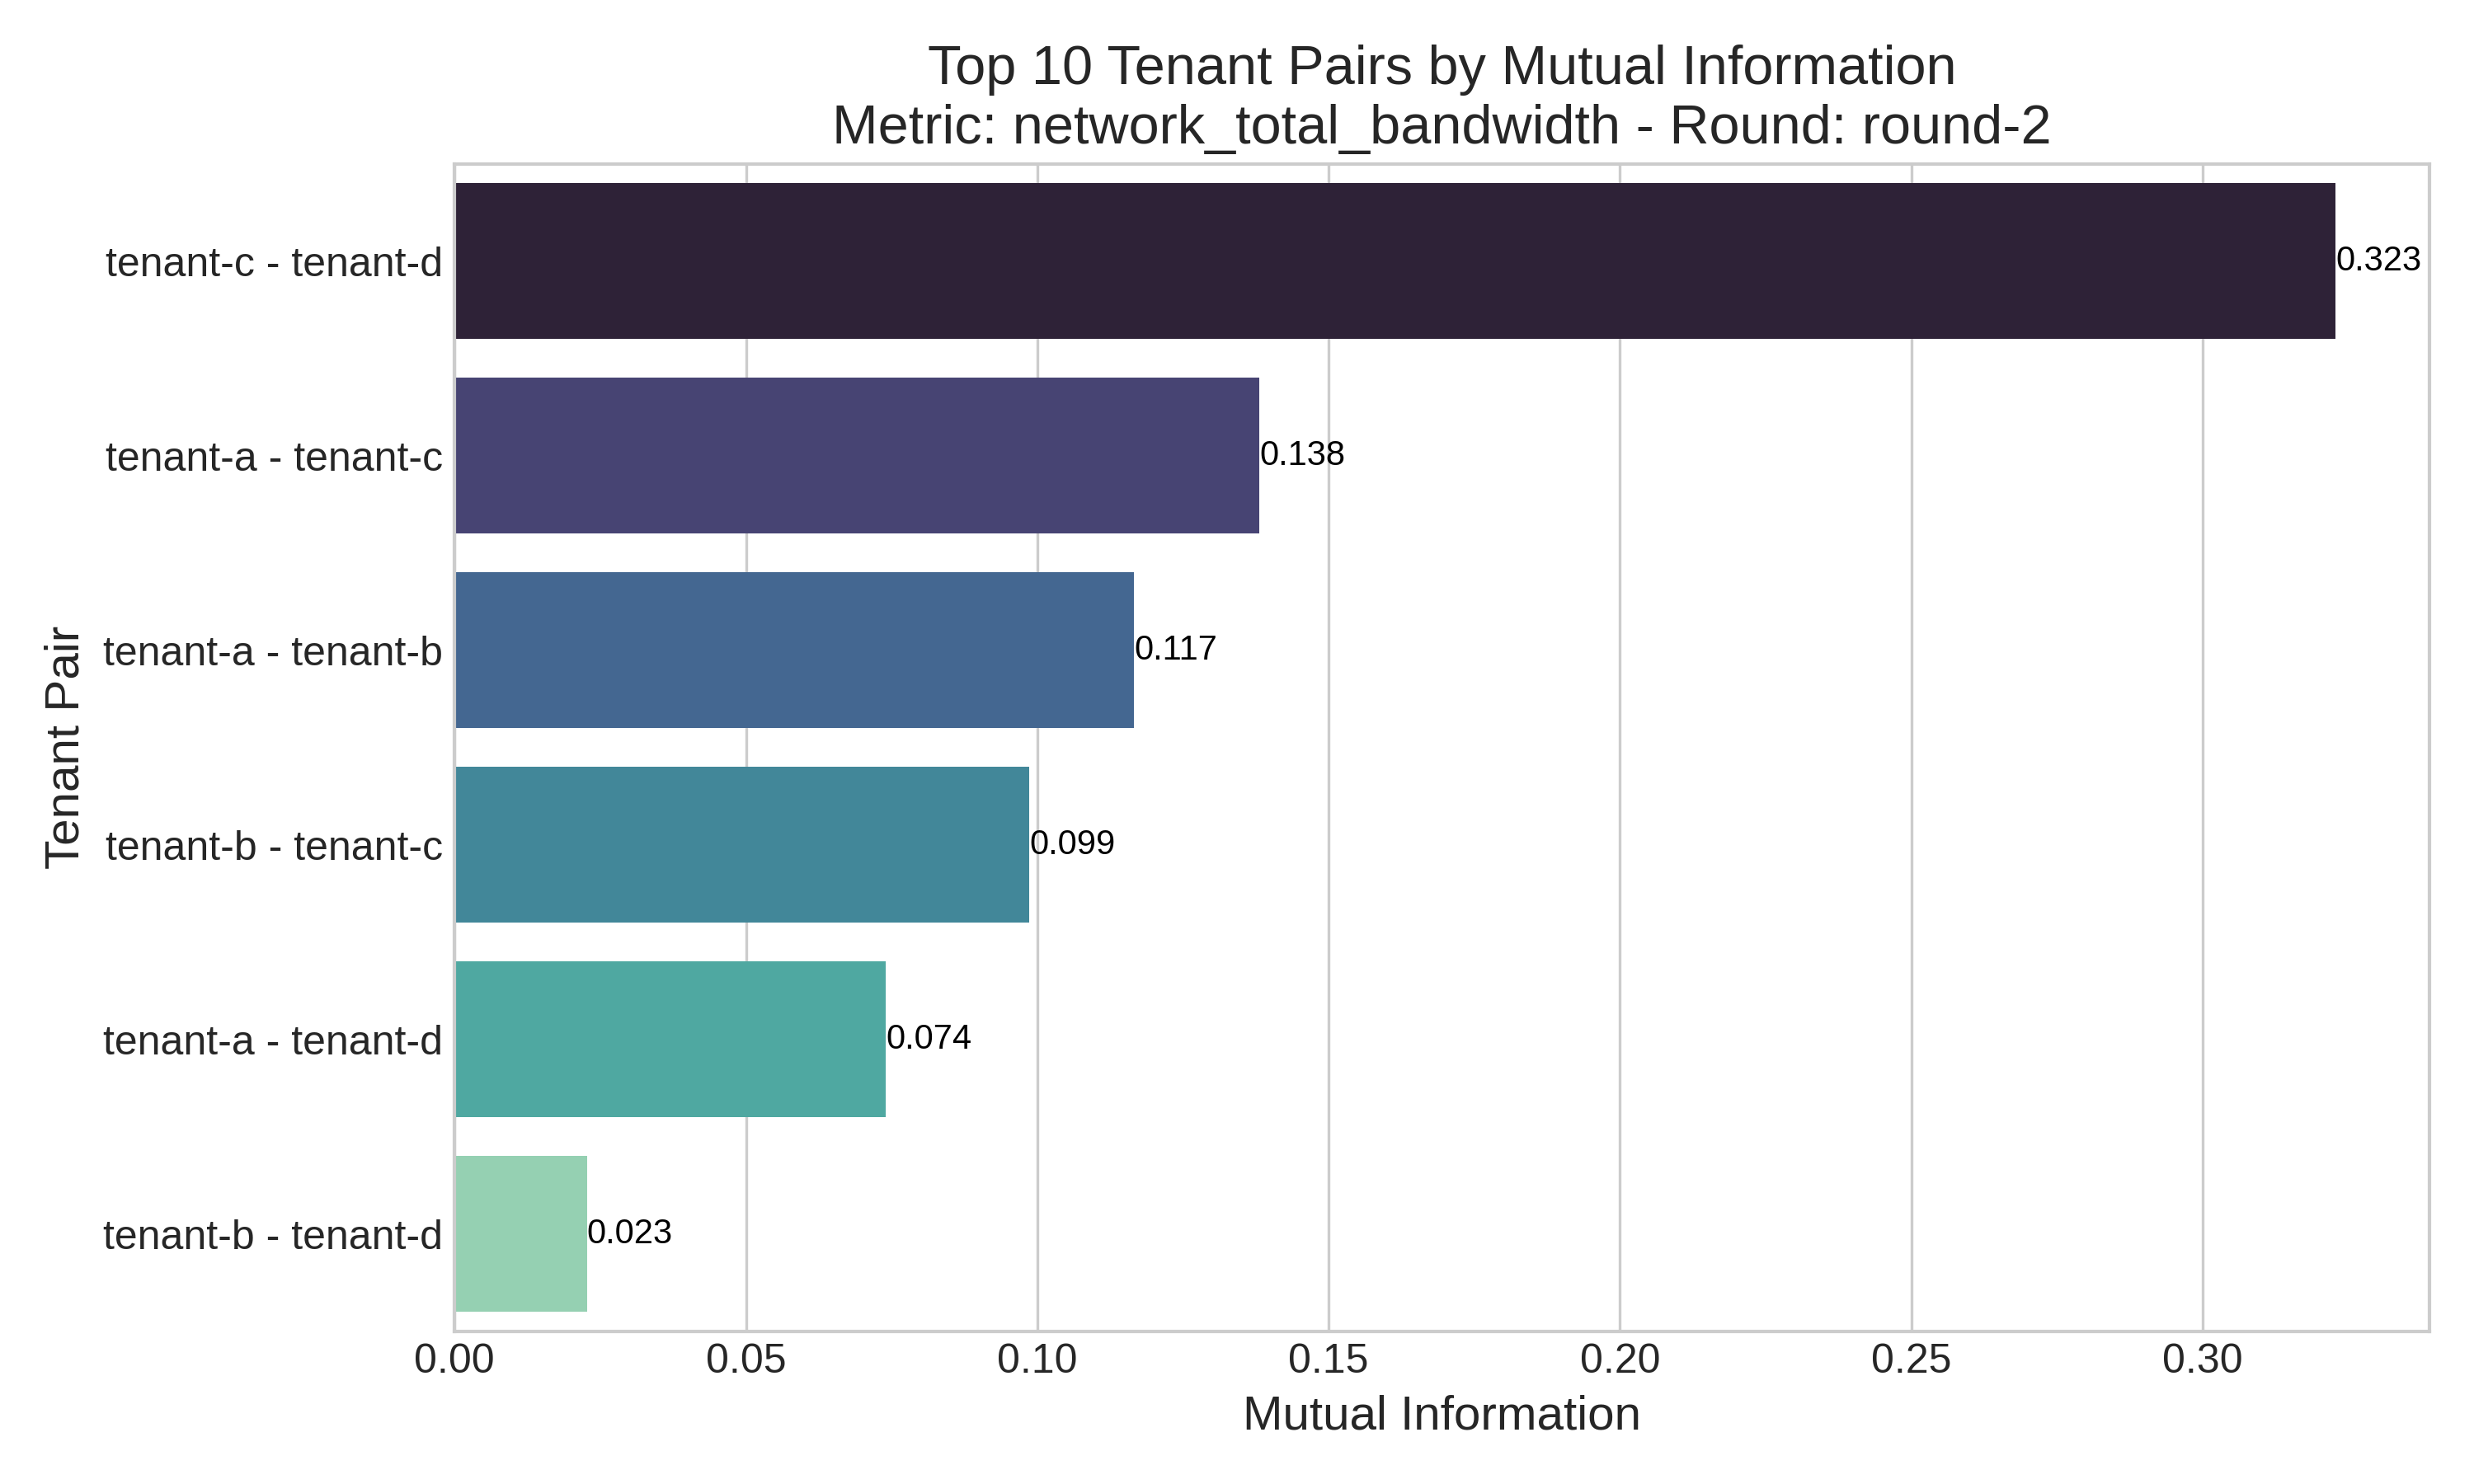 Top 10 Tenant Pairs by Mutual Information
Metric: network_total_bandwidth - Round: round-2
Tenant Pair
tenant-c - tenant-d
0.323
tenant-a - tenant-c
0.138
tenant-a - tenant-b
0.117
tenant-b - tenant-c
0.099
tenant-a - tenant-d
0.074
tenant-b - tenant-d
0.023
0.00 0.05 0.10 0.15 0.20 0.25 0.30
Mutual Information